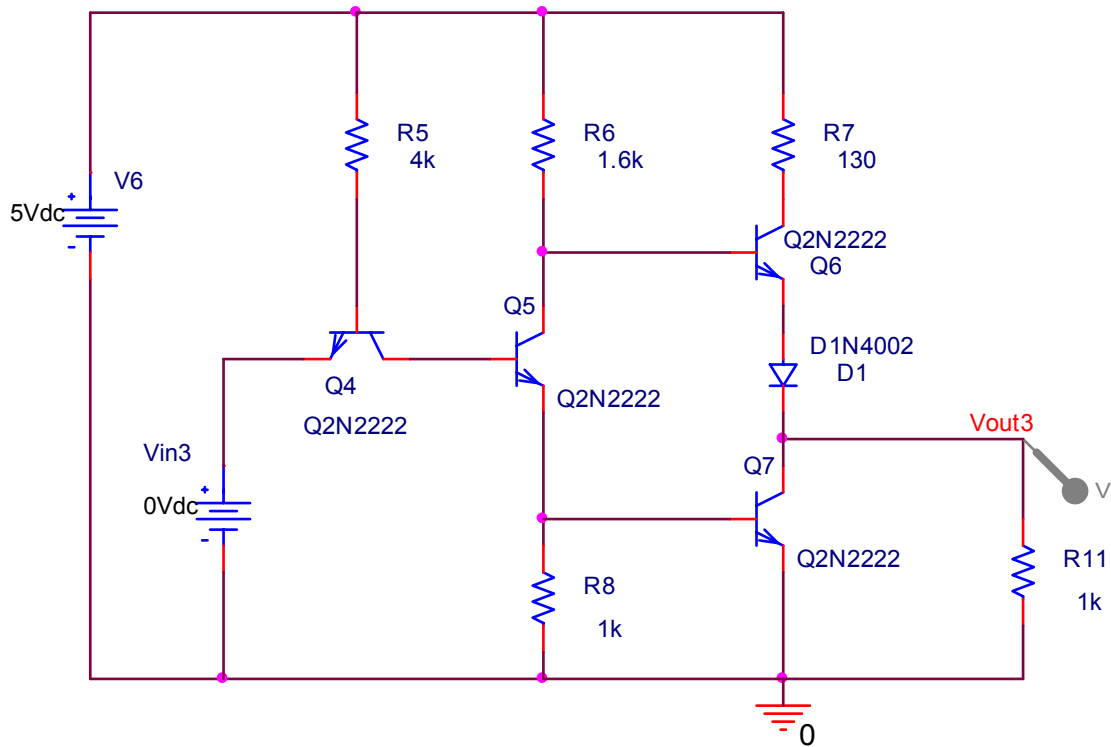 R5
4k
R6
1.6k
R7
130
V6
+
5Vdc
-
Q2N2222
Q6
Q5
Q4
Q2N2222
Q2N2222
D1N4002
D1
Vout3
V
Vin3
+
0Vdc
-
Q7
Q2N2222
R8
1k
R11
1k
0